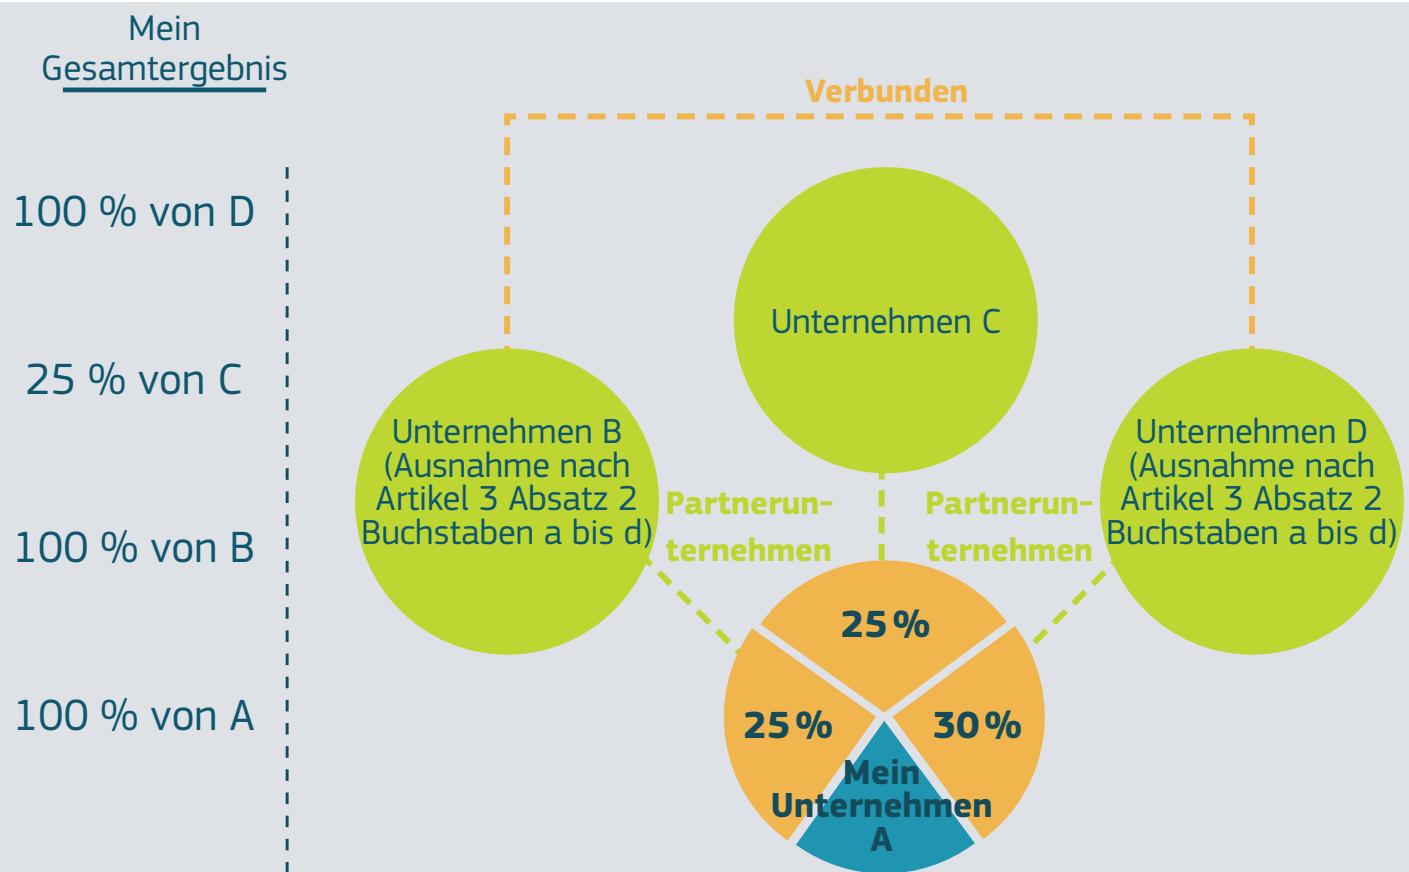 Mein
Gesamtergebnis
100 % von D
25 % von C
100 % von B
100 % von A
Verbunden
Unternehmen C
Unternehmen B
(Ausnahme nach
Artikel 3 Absatz 2
Buchstaben a bis d)
Partnerun-
ternehmen
Partnerun-
ternehmen
Unternehmen D
(Ausnahme nach
Artikel 3 Absatz 2
Buchstaben a bis d)
25 %
25 %
30 %
Mein
Unternehmen
A